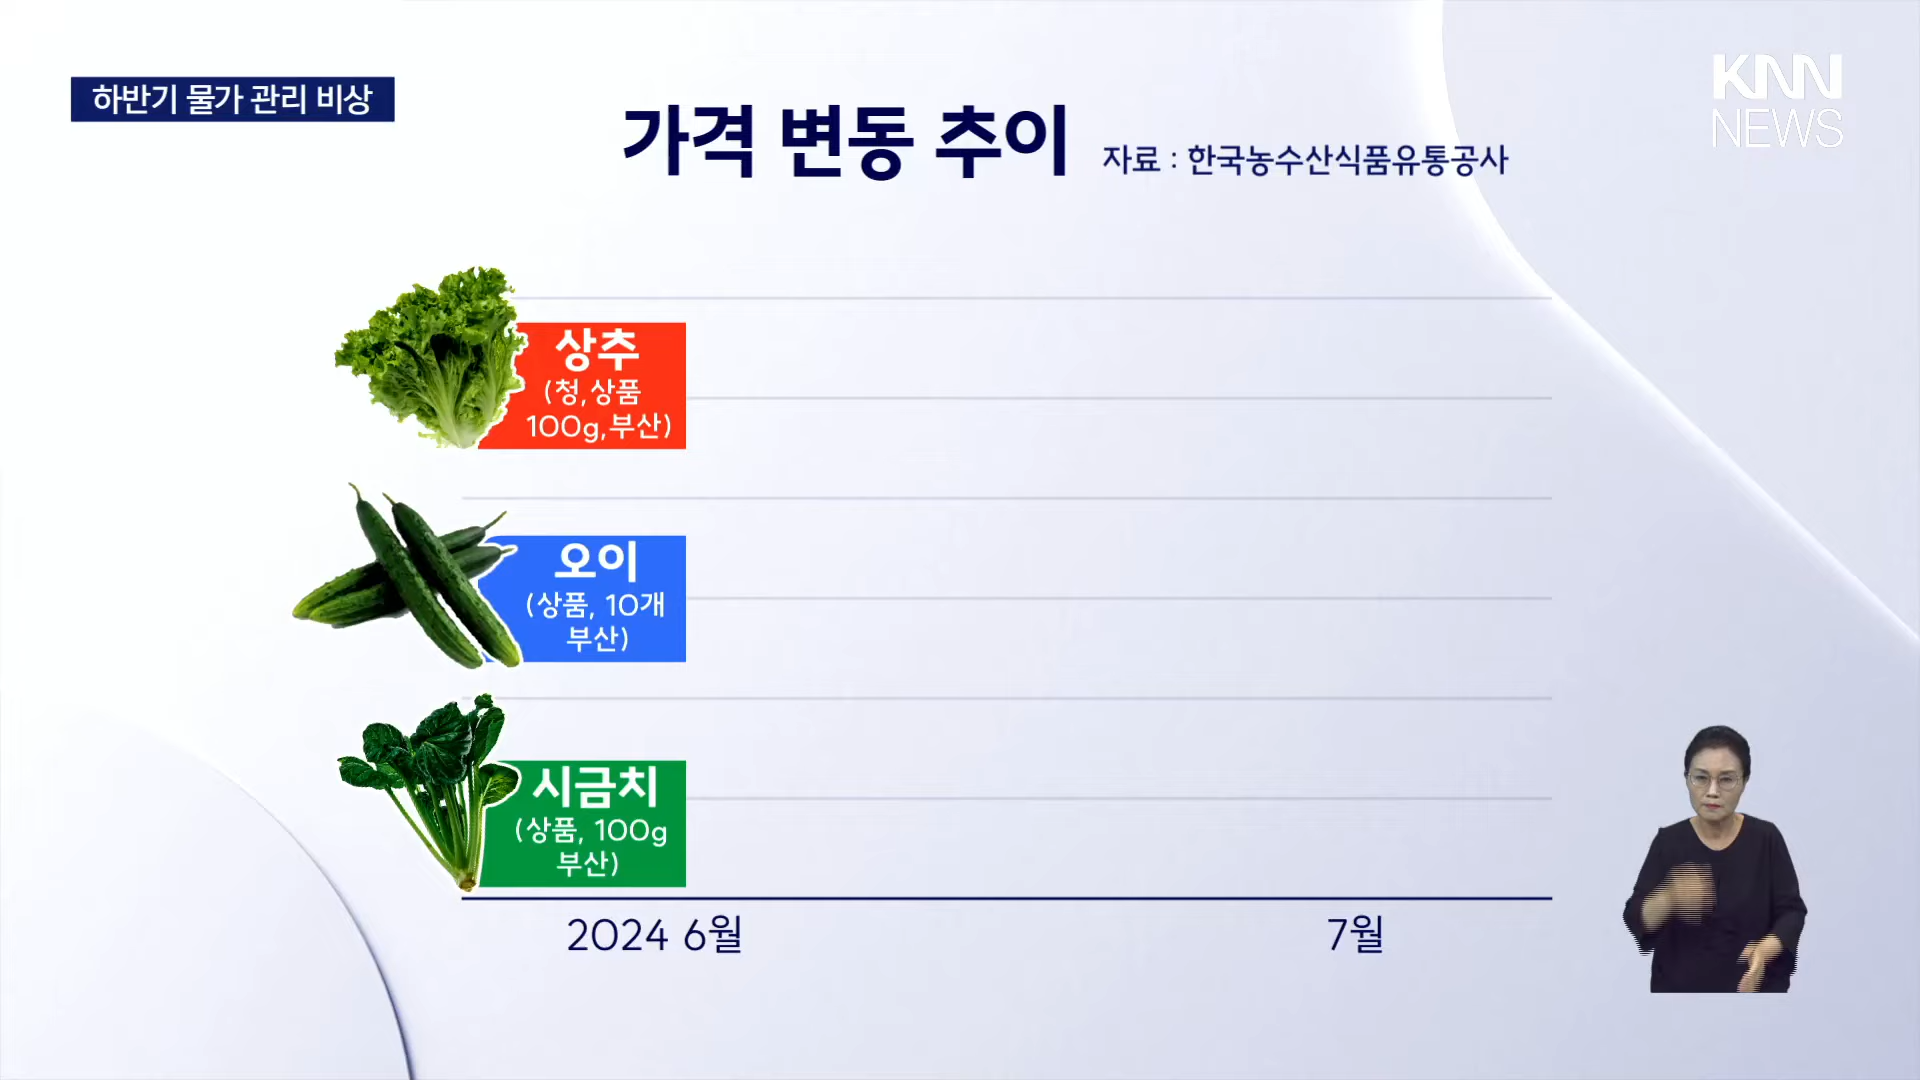 하반기 물가 관리 비상
KNN
NEWS
가격 변동 추이
자료 : 한국농수산식품유통공사
상추
(청,상품
100g,부산)
오이
(상품, 10개
부산)
시금치
(상품, 100g
부산)
2024 6월
7월